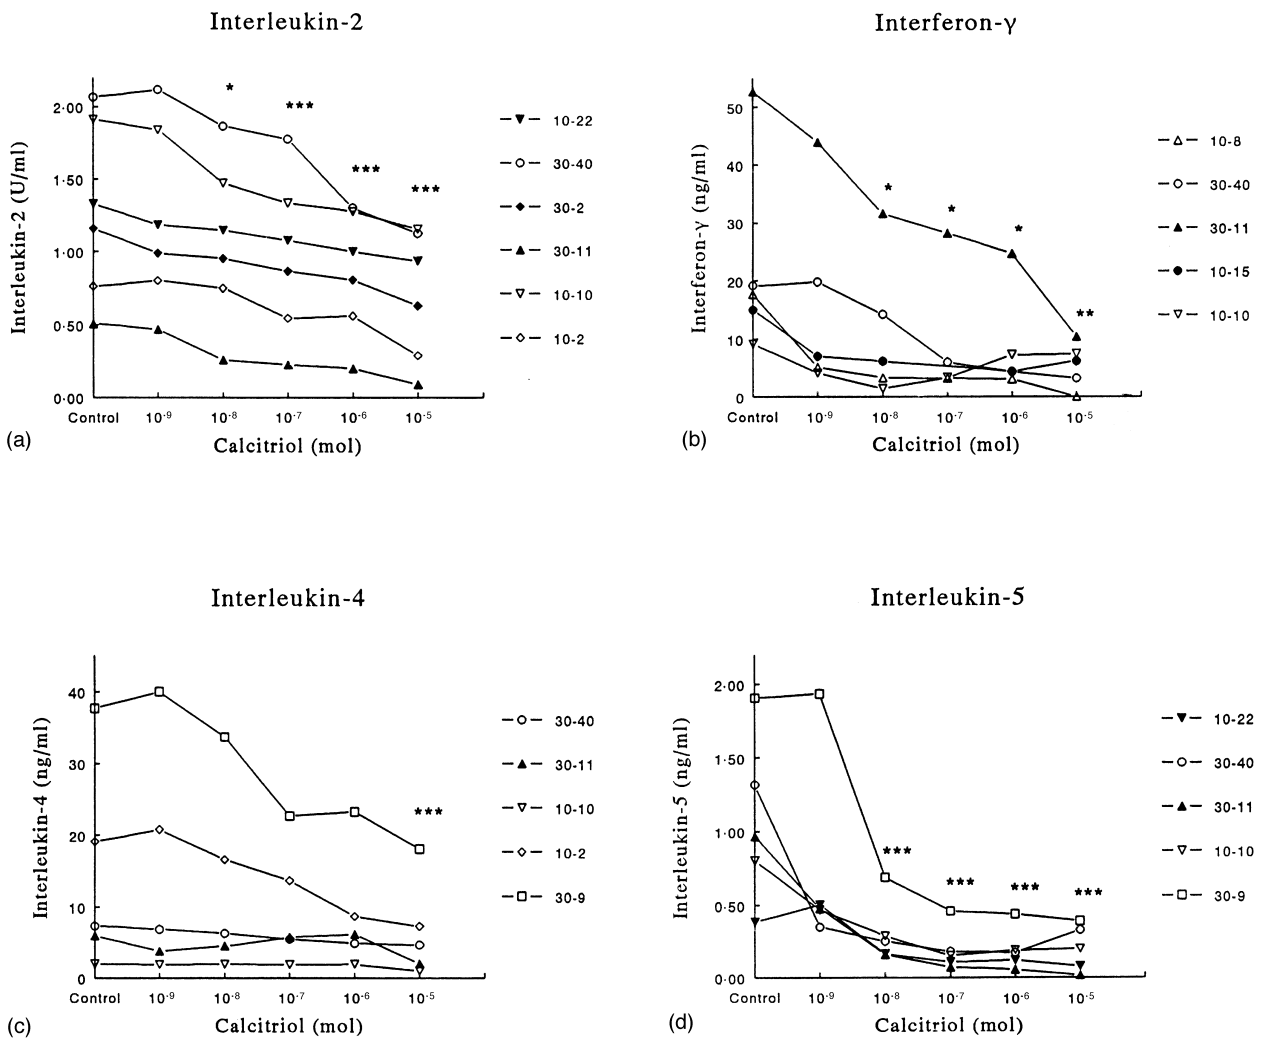 Interleukin-2
Interleukin-2 (U/ml)
2·00
1·50
1·00
0·50
0·00
*
***
***
***
10-22
30-40
30-2
30-11
10-10
10-2
Control 10⁻⁹ 10⁻⁸ 10⁻⁷ 10⁻⁶ 10⁻⁵
Calcitriol (mol)
(a)
Interferon-γ
Interferon-γ (ng/ml)
50
40
30
20
10
0
*
*
*
**
10-8
30-40
30-11
10-15
10-10
Control 10⁻⁹ 10⁻⁸ 10⁻⁷ 10⁻⁶ 10⁻⁵
Calcitriol (mol)
(b)
Interleukin-4
Interleukin-4 (ng/ml)
40
30
20
10
0
***
30-40
30-11
10-10
10-2
30-9
Control 10⁻⁹ 10⁻⁸ 10⁻⁷ 10⁻⁶ 10⁻⁵
Calcitriol (mol)
(c)
Interleukin-5
Interleukin-5 (ng/ml)
2·00
1·50
1·00
0·50
0·00
***
***
***
***
10-22
30-40
30-11
10-10
30-9
Control 10⁻⁹ 10⁻⁸ 10⁻⁷ 10⁻⁶ 10⁻⁵
Calcitriol (mol)
(d)